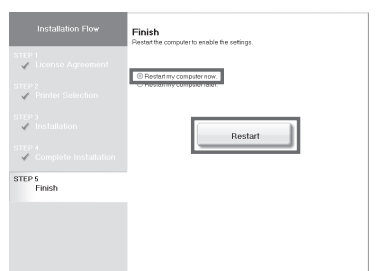 Installation Flow
STEP 1
License Agreement
STEP 2
Printer Selection
STEP 3
Installation
STEP 4
Complete Installation
STEP 5
Finish
Finish
Restart the computer to enable the settings.
Restart my computer now.
Restart my computer later.
Restart